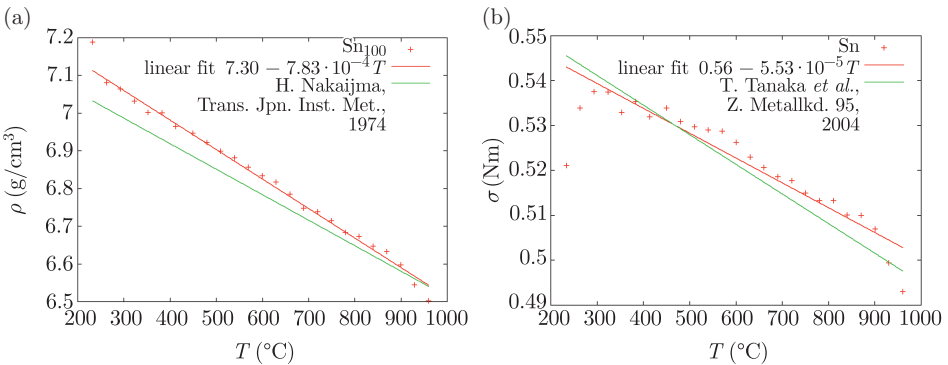 (a)
7.2
7.1
7
6.9
6.8
6.7
6.6
6.5
ρ (g/cm³)
Sn₁₀₀
linear fit 7.30 − 7.83·10⁻⁴T
H. Nakaijma,
Trans. Jpn. Inst. Met.,
1974
200 300 400 500 600 700 800 900 1000
T (°C)
(b)
0.55
0.54
0.53
0.52
0.51
0.5
0.49
σ (Nm)
Sn
linear fit 0.56 − 5.53·10⁻⁵T
T. Tanaka et al.,
Z. Metallkd. 95,
2004
200 300 400 500 600 700 800 900 1000
T (°C)